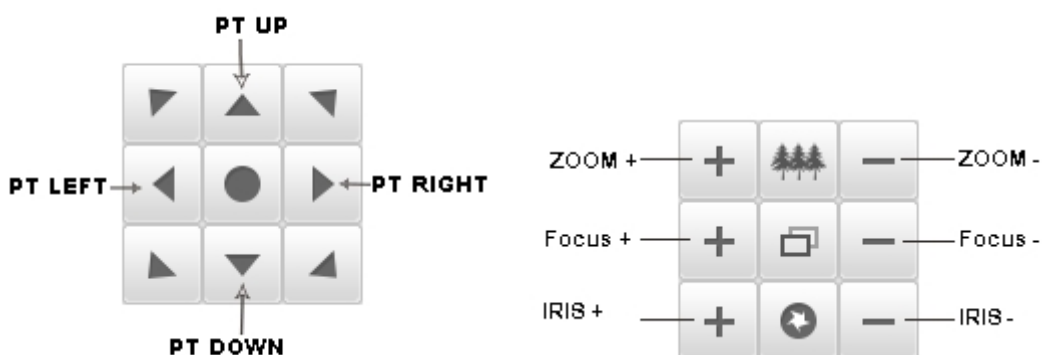 PT UP
PT LEFT
PT RIGHT
PT DOWN
ZOOM +
ZOOM -
Focus +
Focus -
IRIS +
IRIS -